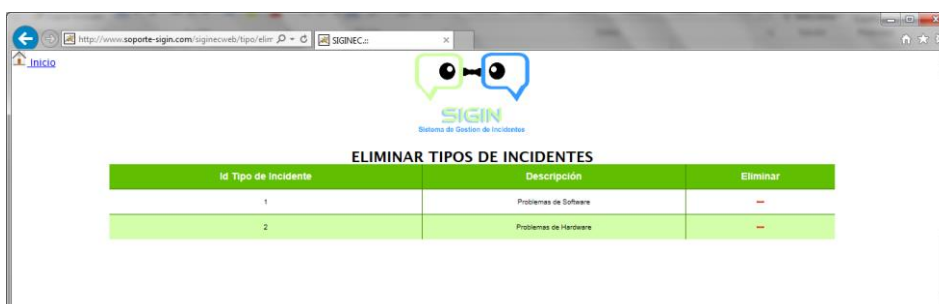 http://www.soporte-sigin.com/siginecweb/tipo/elim
SIGINEC.::
Inicio
SIGIN
Sistema de Gestion de Incidentes
ELIMINAR TIPOS DE INCIDENTES
Id Tipo de Incidente Descripción Eliminar
1 Problemas de Software
2 Problemas de Hardware